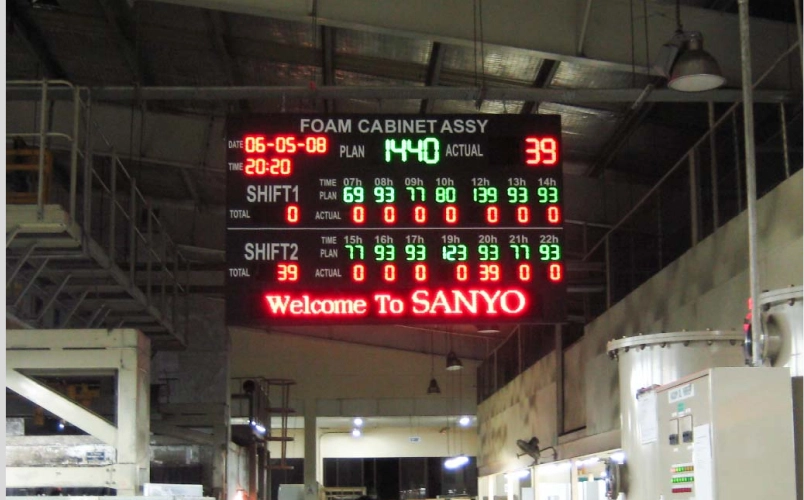 FOAM CABINET ASSY
DATE 06-05-08 PLAN 1440 ACTUAL 39
TIME 20:20
TIME 07h 08h 09h 10h 12h 13h 14h
SHIFT1 PLAN 69 93 77 80 139 93 93
TOTAL 0 ACTUAL 0 0 0 0 0 0 0
TIME 15h 16h 17h 19h 20h 21h 22h
SHIFT2 PLAN 77 93 93 123 93 77 93
TOTAL 39 ACTUAL 0 0 0 0 39 0 0
Welcome To SANYO